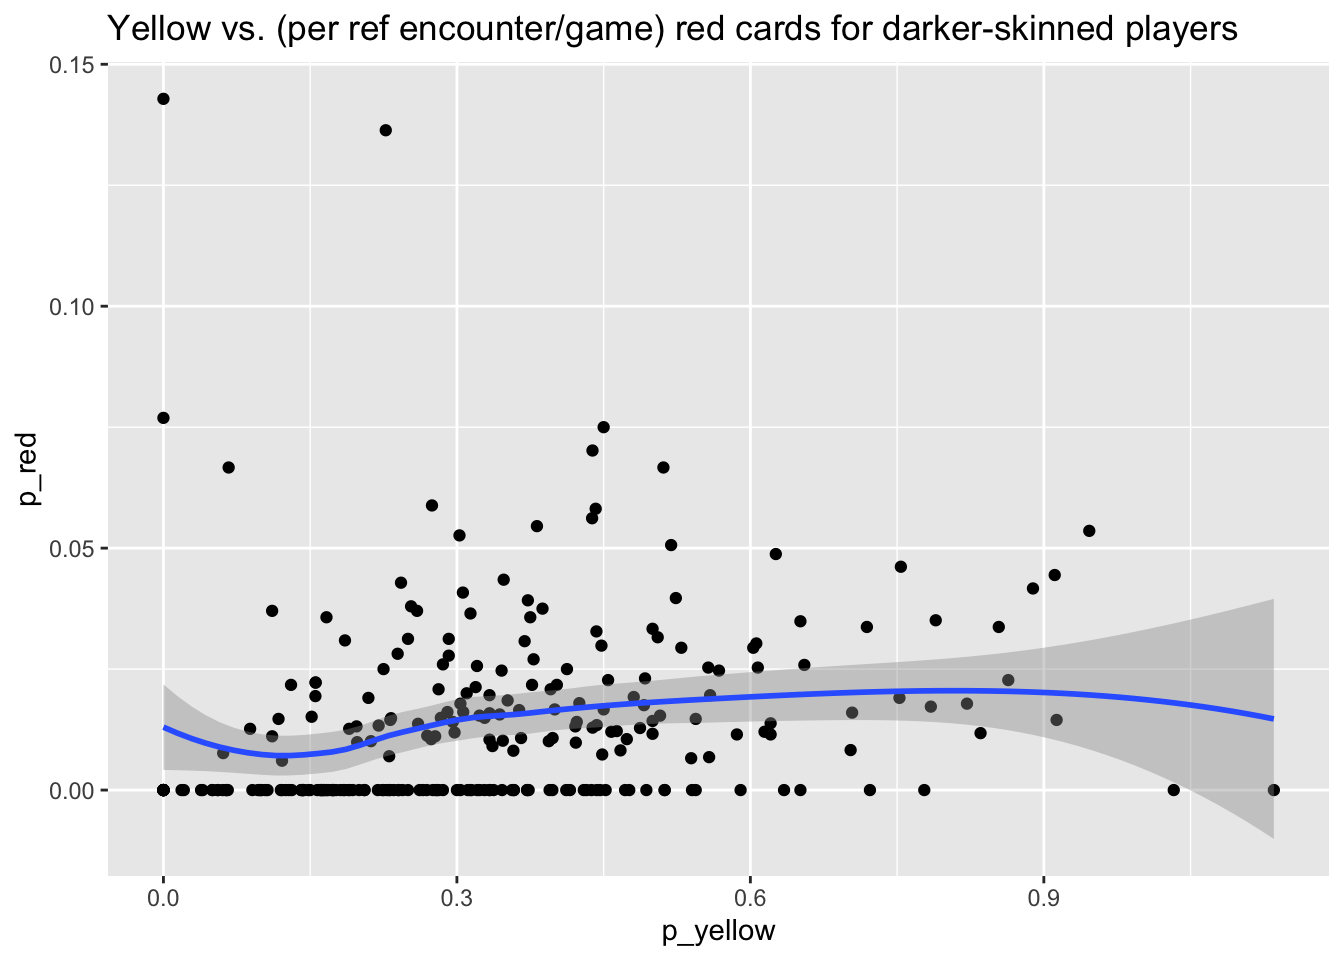 Yellow vs. (per ref encounter/game) red cards for darker-skinned players
0.15
0.10
0.05
0.00
p_red
0.0 0.3 0.6 0.9
p_yellow